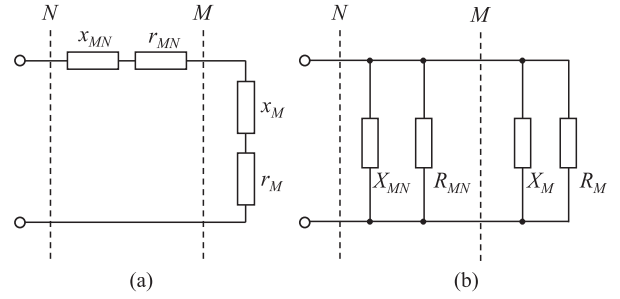 N M N M
x_MN r_MN
x_M
r_M
X_MN R_MN X_M R_M
(a) (b)